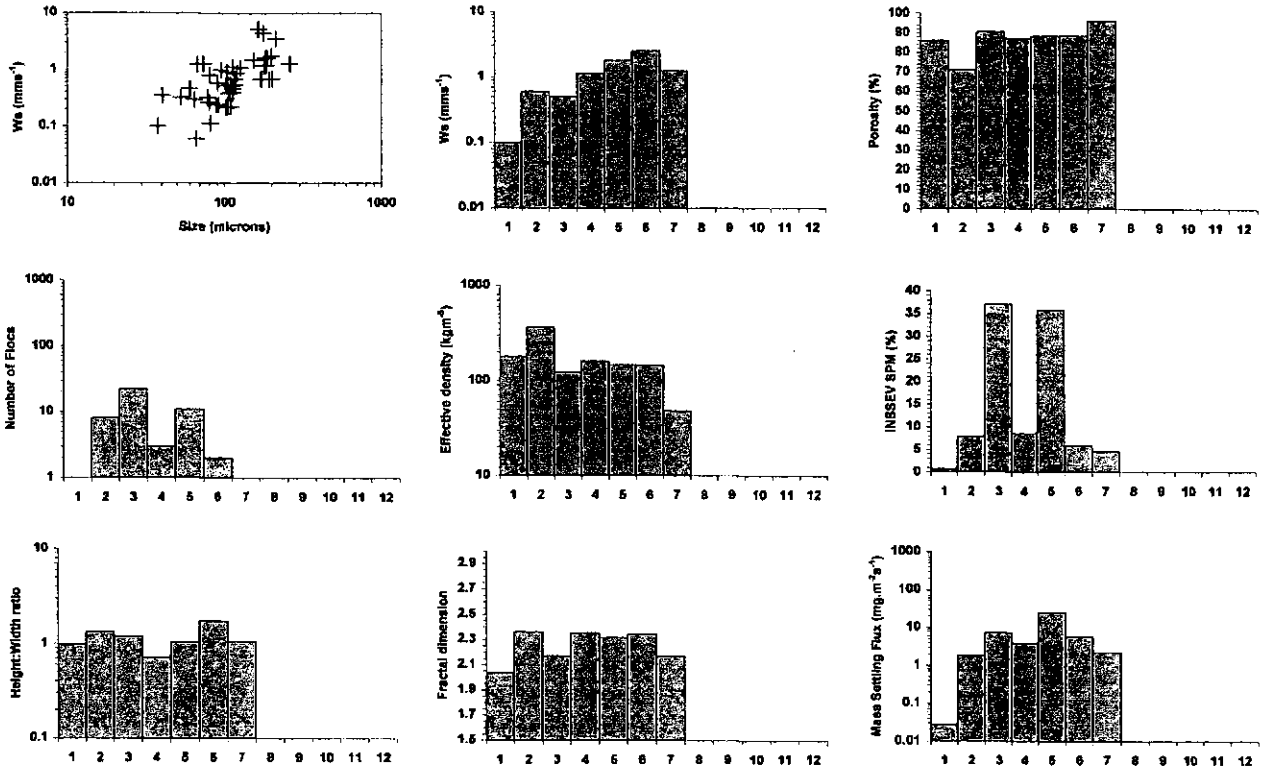 Ws (mms⁻¹)
10
1
0.1
0.01
10 100 1000
Size (microns)
Ws (mms⁻¹)
10
1
0.1
0.01
1 2 3 4 5 6 7 8 9 10 11 12
Porosity (%)
100
90
80
70
60
50
40
30
20
10
0
1 2 3 4 5 6 7 8 9 10 11 12
Number of Flocs
1000
100
10
1
1 2 3 4 5 6 7 8 9 10 11 12
Effective density (kgm⁻³)
1000
100
10
1 2 3 4 5 6 7 8 9 10 11 12
INSSEV SPM (%)
40
35
30
25
20
15
10
5
0
1 2 3 4 5 6 7 8 9 10 11 12
Height:Width ratio
10
1
0.1
1 2 3 4 5 6 7 8 9 10 11 12
Fractal dimension
2.9
2.7
2.5
2.3
2.1
1.9
1.7
1.5
1 2 3 4 5 6 7 8 9 10 11 12
Mass Settling Flux (mg.m⁻²s⁻¹)
1000
100
10
1
0.1
0.01
1 2 3 4 5 6 7 8 9 10 11 12